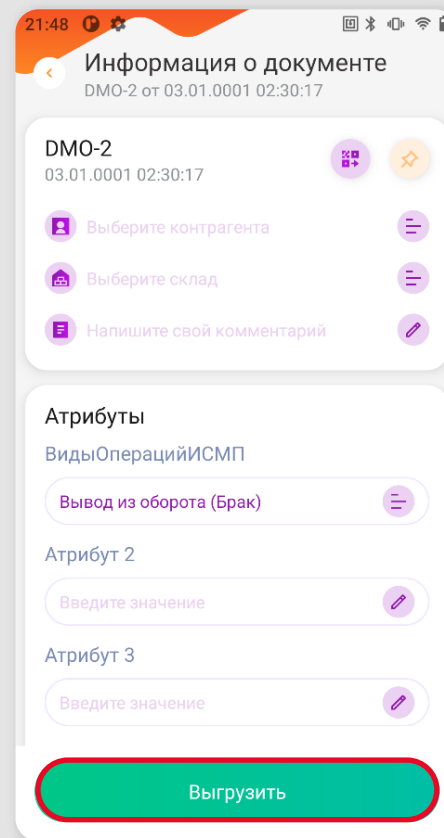 21:48
Информация о документе
DMO-2 от 03.01.0001 02:30:17
DMO-2
03.01.0001 02:30:17
Выберите контрагента
Выберите склад
Напишите свой комментарий
Атрибуты
ВидыОперацийИСМП
Вывод из оборота (Брак)
Атрибут 2
Введите значение
Атрибут 3
Введите значение
Выгрузить